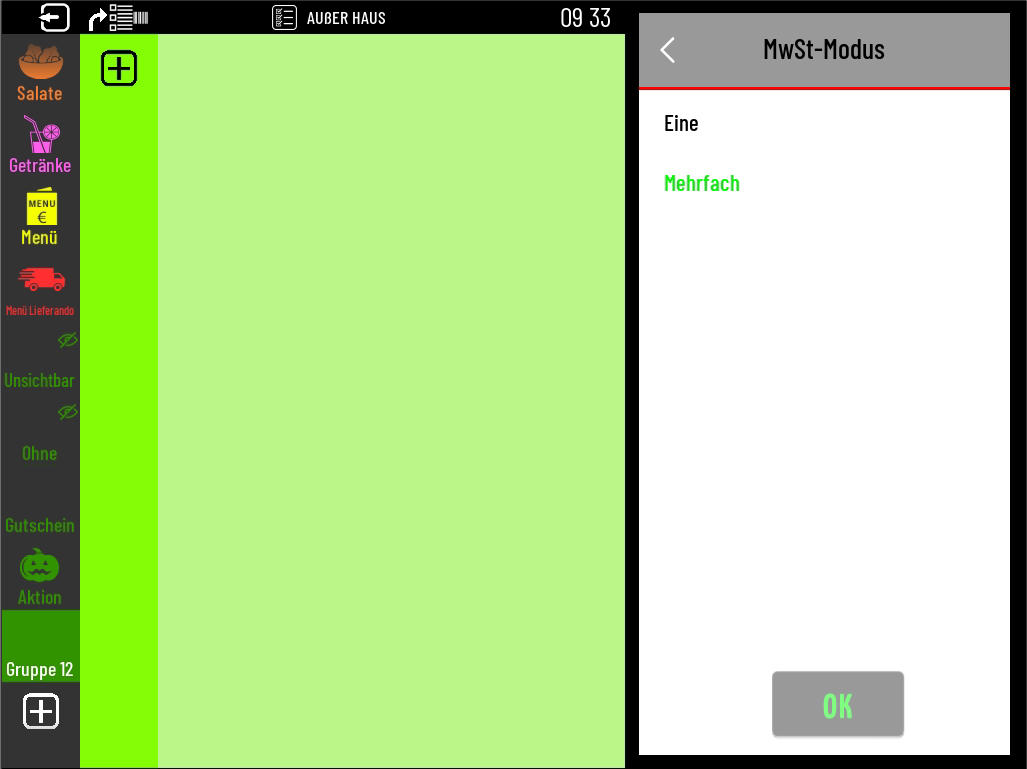 AUẞER HAUS
09 33
Salate
Getränke
MENU
€
Menü
Menü Lieferando
Unsichtbar
Ohne
Gutschein
Aktion
Gruppe 12
MwSt-Modus
Eine
Mehrfach
OK